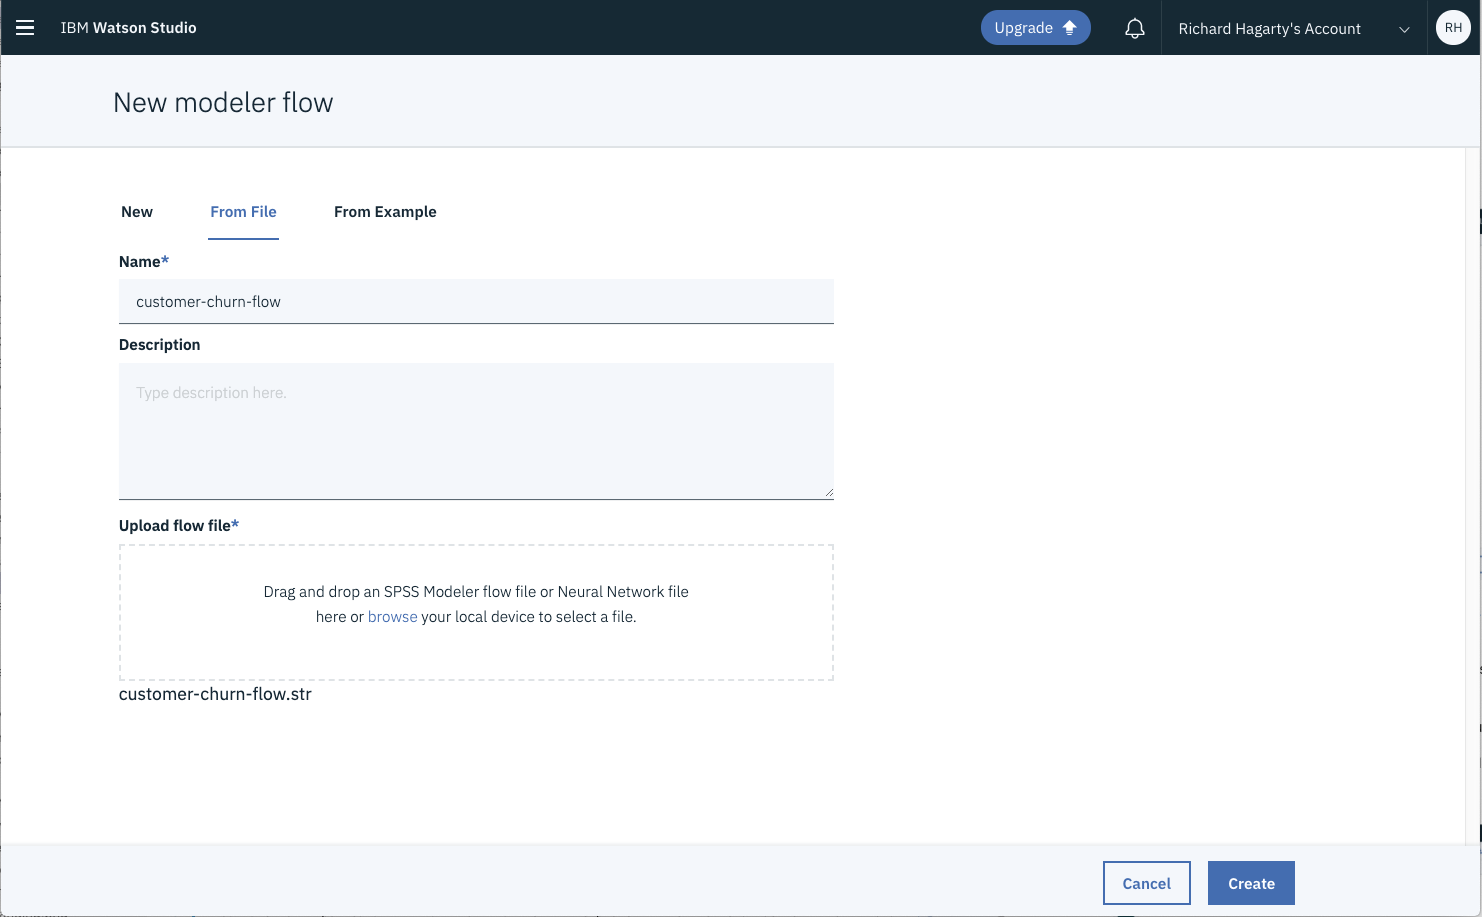 IBM Watson Studio
Upgrade
Richard Hagarty's Account
RH
New modeler flow
New
From File
From Example
Name*
customer-churn-flow
Description
Type description here.
Upload flow file*
Drag and drop an SPSS Modeler flow file or Neural Network file
here or browse your local device to select a file.
customer-churn-flow.str
Cancel
Create